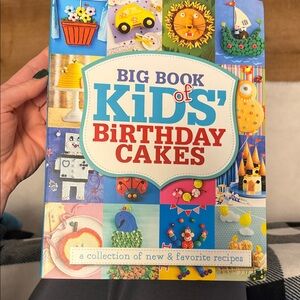 BIG BOOK
of
KiDS'
BiRTHDAY
CAKES
a collection of new & favorite recipes